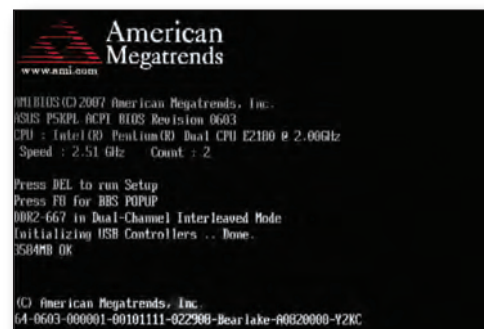 American
Megatrends
www.ami.com
AMIBIOS(C)2007 American Megatrends, Inc.
ASUS P5KPL ACPI BIOS Revision 0603
CPU : Intel(R) Pentium(R) Dual CPU E2180 @ 2.00GHz
Speed : 2.51 GHz Count : 2
Press DEL to run Setup
Press F8 for BBS POPUP
DDR2-667 in Dual-Channel Interleaved Mode
Initializing USB Controllers .. Done.
3584MB OK
(C) American Megatrends, Inc.
64-0603-000001-00101111-022908-Bearlake-A0820000-Y2KC